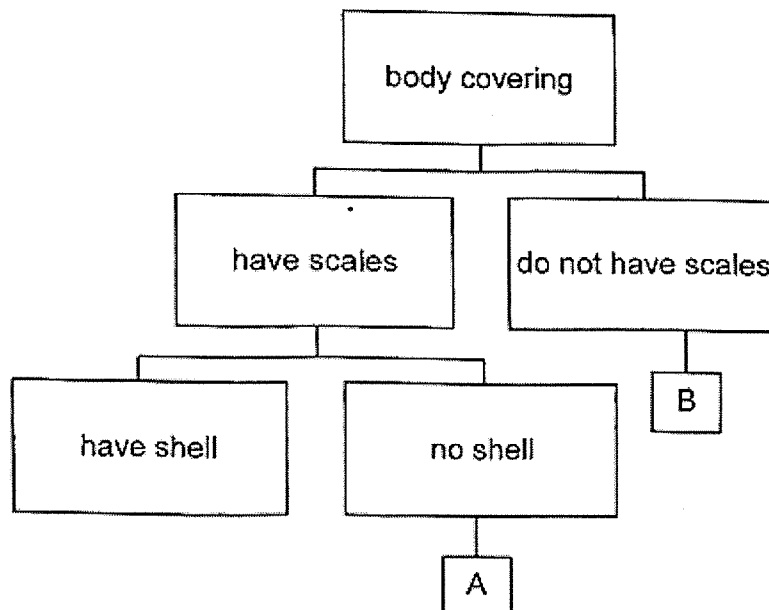 body covering
have scales
do not have scales
have shell
no shell
B
A